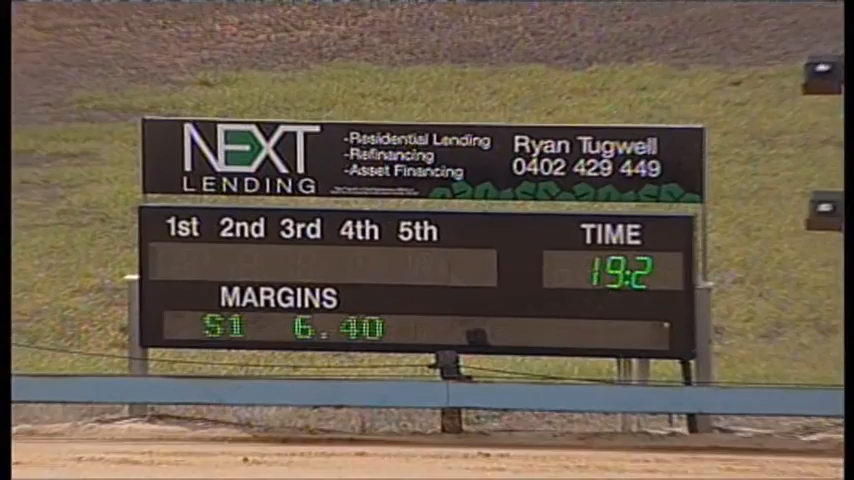 NEXT
LENDING
-Residential Lending
-Refinancing
-Asset Financing
Ryan Tugwell
0402 429 449
1st 2nd 3rd 4th 5th TIME
19:2
MARGINS
S1 6.40